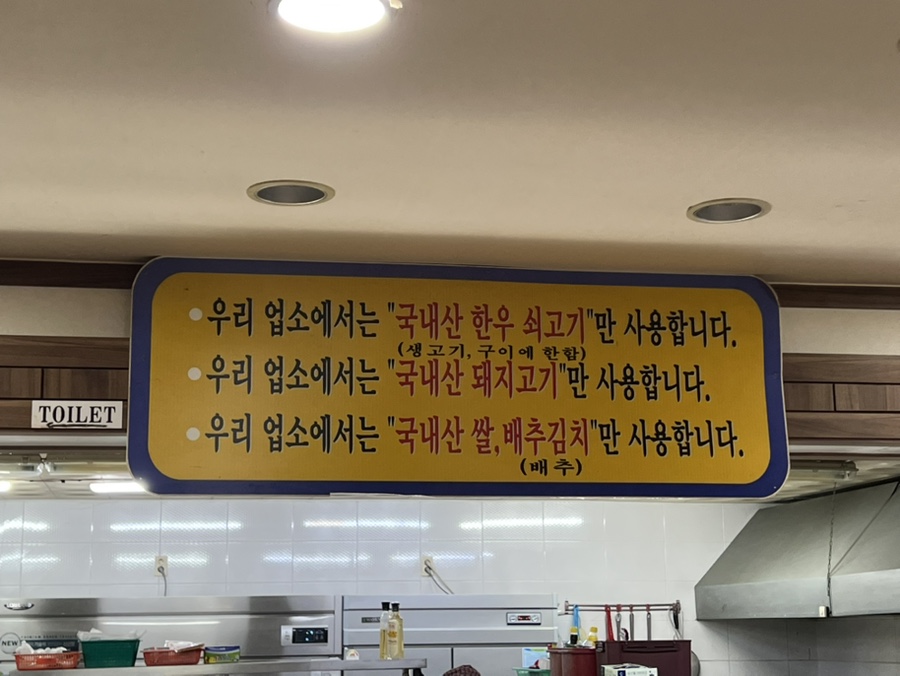 우리 업소에서는 "국내산 한우 쇠고기"만 사용합니다.
(생고기, 구이에 한함)
우리 업소에서는 "국내산 돼지고기"만 사용합니다.
우리 업소에서는 "국내산 쌀,배추김치"만 사용합니다.
(배추)
TOILET
NEW